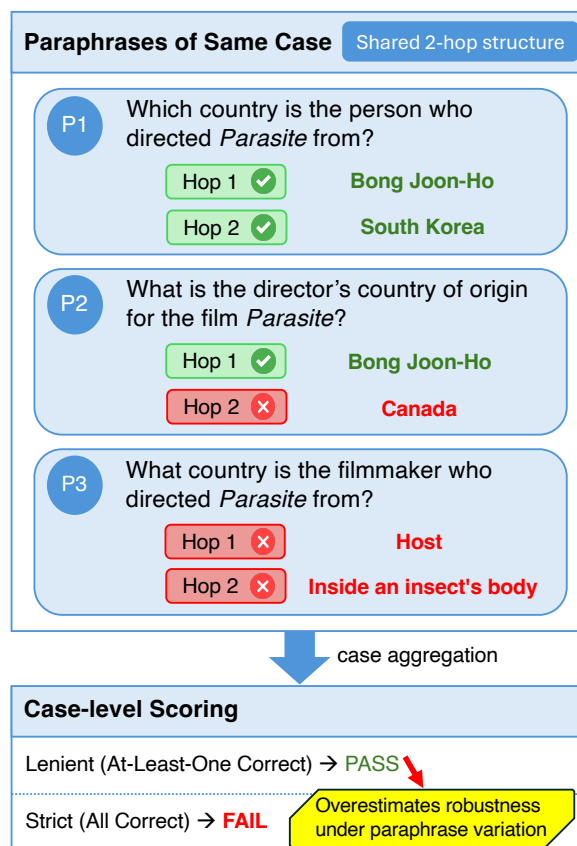 Paraphrases of Same Case
Shared 2-hop structure
P1
Which country is the person who
directed Parasite from?
Hop 1
Bong Joon-Ho
Hop 2
South Korea
P2
What is the director’s country of origin
for the film Parasite?
Hop 1
Bong Joon-Ho
Hop 2
Canada
P3
What country is the filmmaker who
directed Parasite from?
Hop 1
Host
Hop 2
Inside an insect's body
case aggregation
Case-level Scoring
Lenient (At-Least-One Correct) → PASS
Strict (All Correct) → FAIL
Overestimates robustness
under paraphrase variation